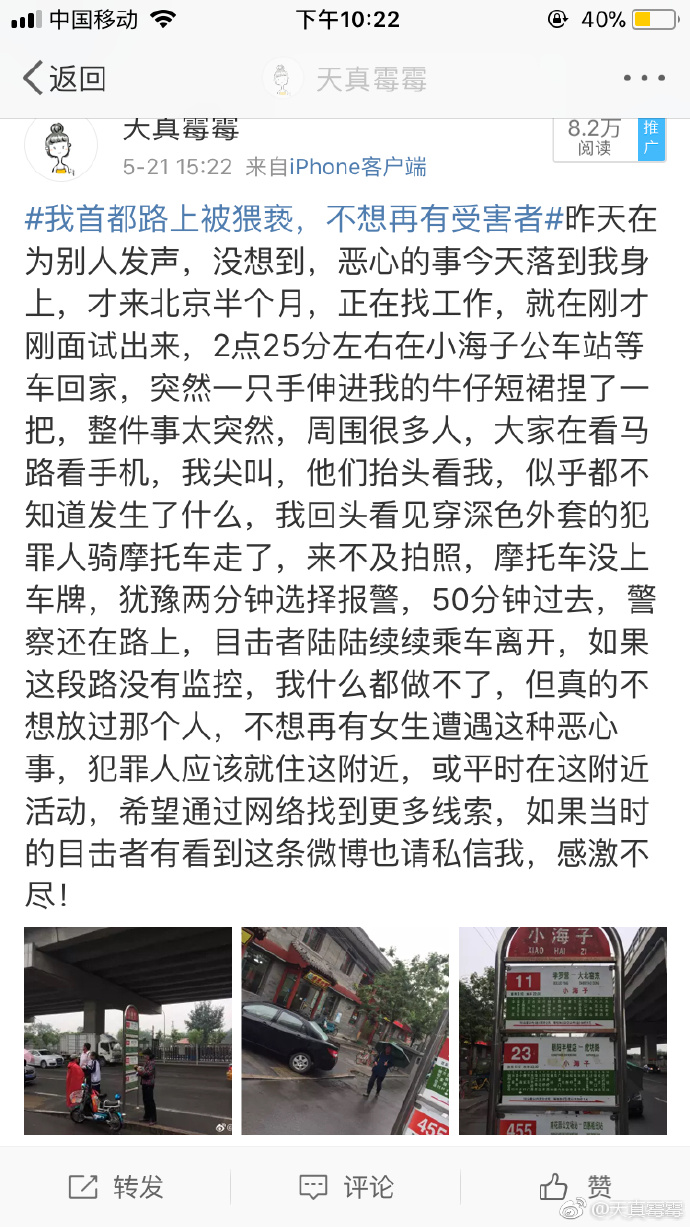 中国移动 下午10:22 40%
返回 天真霉霉
天真霉霉
8.2万
阅读
推广
5-21 15:22 来自iPhone客户端
#我首都路上被猥亵，不想再有受害者#昨天在
为别人发声，没想到，恶心的事今天落到我身
上，才来北京半个月，正在找工作，就在刚才
刚面试出来，2点25分左右在小海子公车站等
车回家，突然一只手伸进我的牛仔短裙捏了一
把，整件事太突然，周围很多人，大家在看马
路看手机，我尖叫，他们抬头看我，似乎都不
知道发生了什么，我回头看见穿深色外套的犯
罪人骑摩托车走了，来不及拍照，摩托车没上
车牌，犹豫两分钟选择报警，50分钟过去，警
察还在路上，目击者陆陆续续乘车离开，如果
这段路没有监控，我什么都做不了，但真的不
想放过那个人，不想再有女生遭遇这种恶心
事，犯罪人应该就住这附近，或平时在这附近
活动，希望通过网络找到更多线索，如果当时
的目击者有看到这条微博也请私信我，感激不
尽！
455
小海子
XIAO HAI ZI
11
小海子
23
小海子
455
转发 评论 赞
@天真霉霉